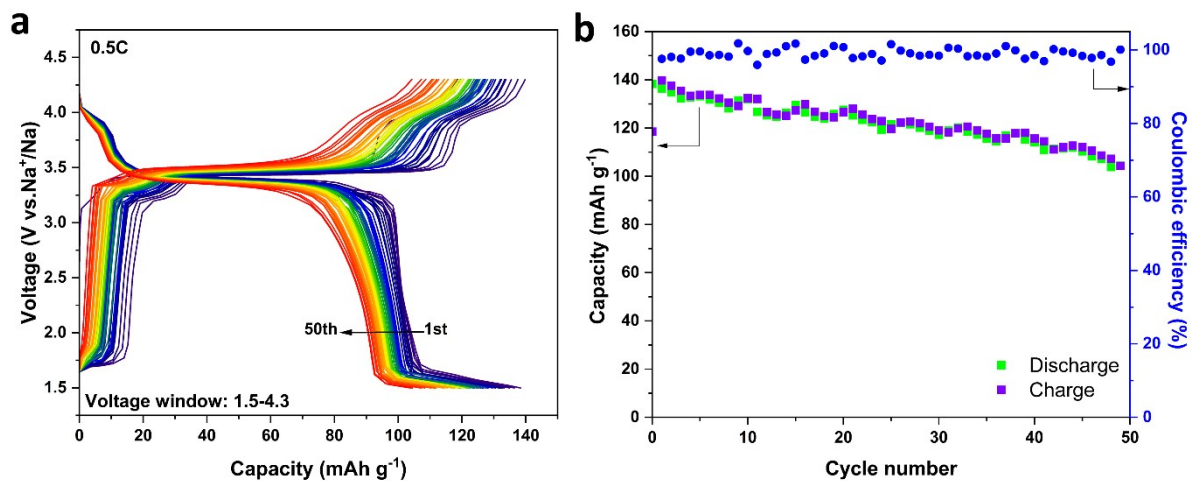 a
0.5C
4.5
4.0
3.5
3.0
2.5
2.0
1.5
Voltage (V vs.Na⁺/Na)
50th
1st
Voltage window: 1.5-4.3
0 20 40 60 80 100 120 140
Capacity (mAh g⁻¹)
b
160
140
120
100
80
60
40
20
0
Capacity (mAh g⁻¹)
100
80
60
40
20
0
Coulombic efficiency (%)
Discharge
Charge
0 10 20 30 40 50
Cycle number